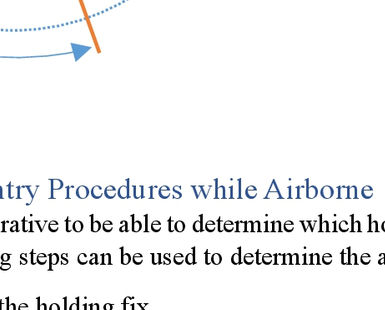 ntry Procedures while Airborne
rative to be able to determine which ho
g steps can be used to determine the a
the holding fix